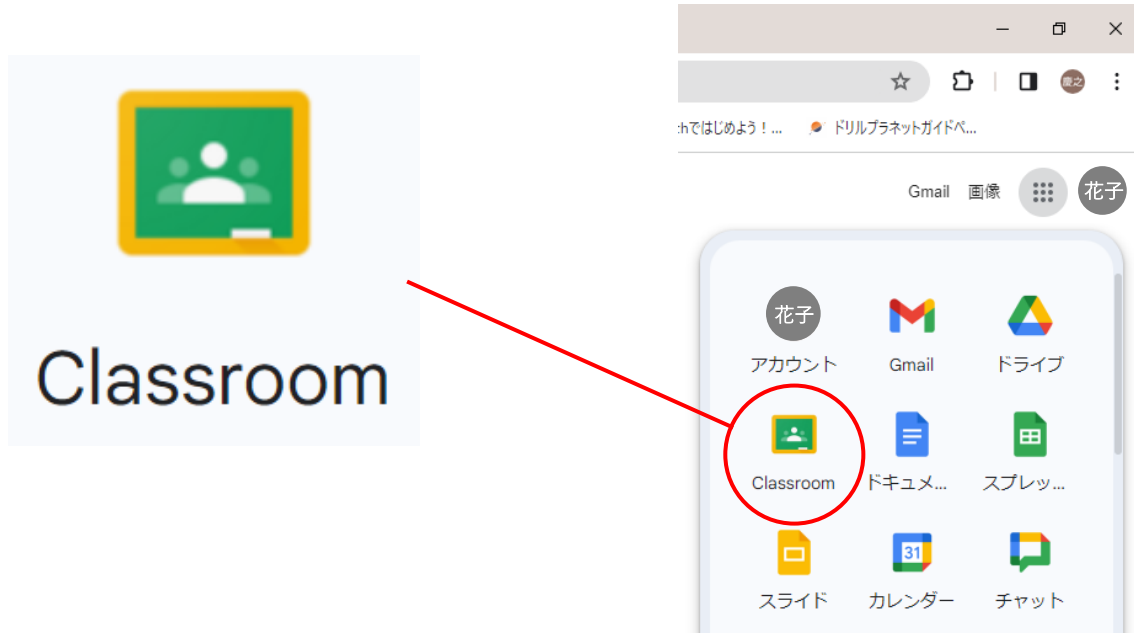 Classroom
慶之
chではじめよう！...
ドリルプラネットガイドペ...
Gmail
画像
花子
花子
アカウント
Gmail
ドライブ
Classroom
ドキュメ...
スプレッ...
31
スライド
カレンダー
チャット